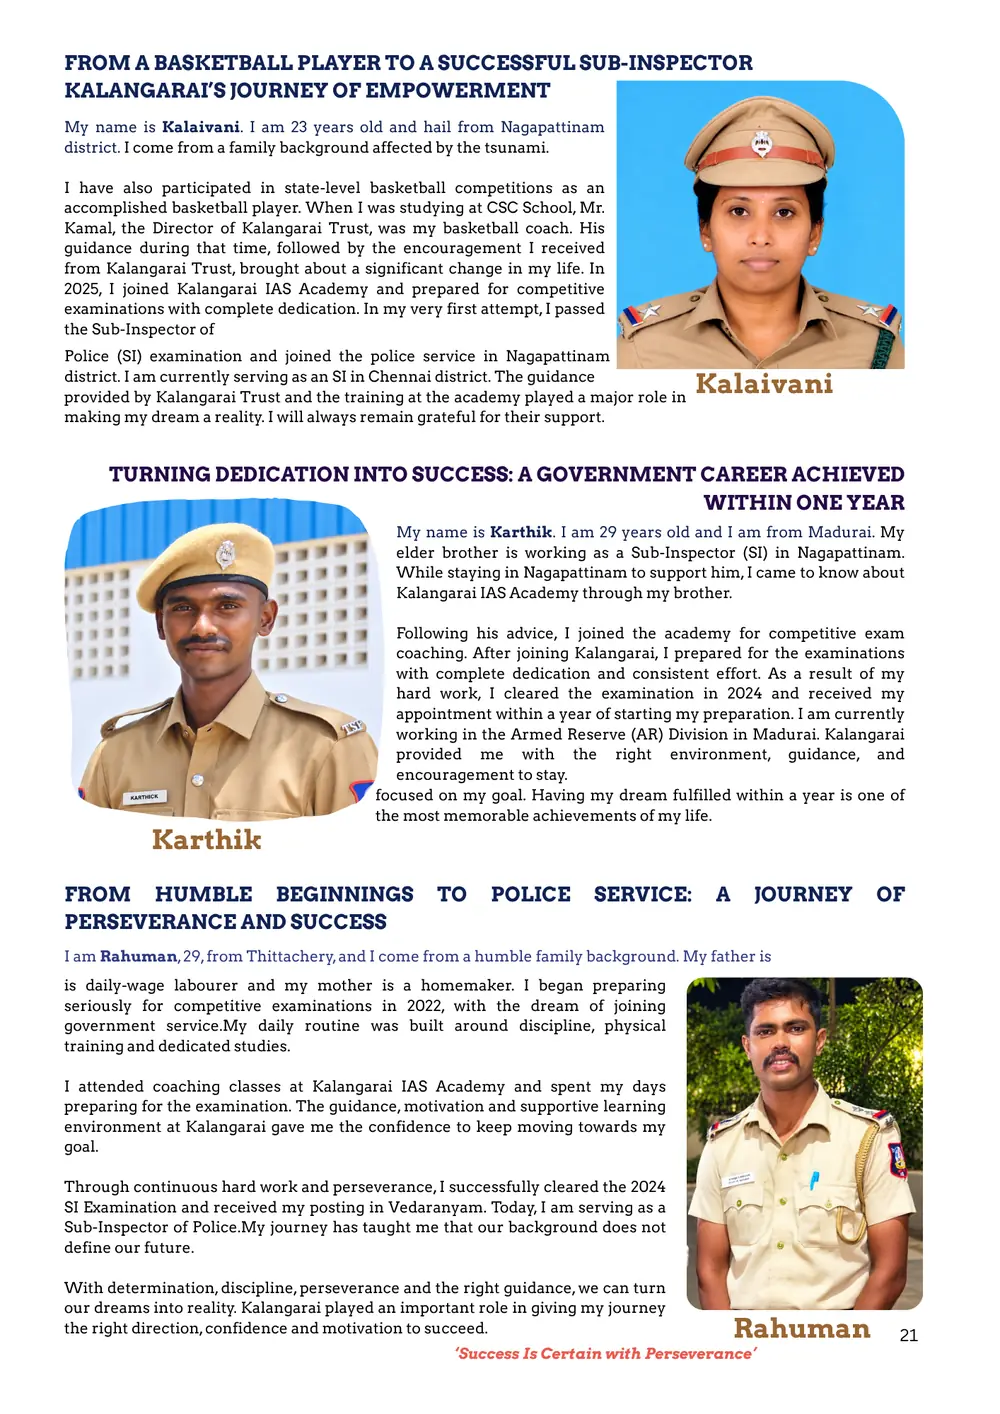 FROM A BASKETBALL PLAYER TO A SUCCESSFUL SUB-INSPECTOR
KALANGARAI'S JOURNEY OF EMPOWERMENT
My name is Kalaivani. I am 23 years old and hail from Nagapattinam
district. I come from a family background affected by the tsunami.
I have also participated in state-level basketball competitions as an
accomplished basketball player. When I was studying at CSC School, Mr.
Kamal, the Director of Kalangarai Trust, was my basketball coach. His
guidance during that time, followed by the encouragement I received
from Kalangarai Trust, brought about a significant change in my life. In
2025, I joined Kalangarai IAS Academy and prepared for competitive
examinations with complete dedication. In my very first attempt, I passed
the Sub-Inspector of
Police (SI) examination and joined the police service in Nagapattinam
district. I am currently serving as an SI in Chennai district. The guidance
provided by Kalangarai Trust and the training at the academy played a major role in
making my dream a reality. I will always remain grateful for their support.
Kalaivani
TURNING DEDICATION INTO SUCCESS: A GOVERNMENT CAREER ACHIEVED
WITHIN ONE YEAR
My name is Karthik. I am 29 years old and I am from Madurai. My
elder brother is working as a Sub-Inspector (SI) in Nagapattinam.
While staying in Nagapattinam to support him, I came to know about
Kalangarai IAS Academy through my brother.
Following his advice, I joined the academy for competitive exam
coaching. After joining Kalangarai, I prepared for the examinations
with complete dedication and consistent effort. As a result of my
hard work, I cleared the examination in 2024 and received my
appointment within a year of starting my preparation. I am currently
working in the Armed Reserve (AR) Division in Madurai. Kalangarai
provided me with the right environment, guidance, and
encouragement to stay.
focused on my goal. Having my dream fulfilled within a year is one of
the most memorable achievements of my life.
TSP
KARTHICK
Karthik
FROM HUMBLE BEGINNINGS TO POLICE SERVICE: A JOURNEY OF
PERSEVERANCE AND SUCCESS
I am Rahuman, 29, from Thittachery, and I come from a humble family background. My father is
is daily-wage labourer and my mother is a homemaker. I began preparing
seriously for competitive examinations in 2022, with the dream of joining
government service.My daily routine was built around discipline, physical
training and dedicated studies.
I attended coaching classes at Kalangarai IAS Academy and spent my days
preparing for the examination. The guidance, motivation and supportive learning
environment at Kalangarai gave me the confidence to keep moving towards my
goal.
Through continuous hard work and perseverance, I successfully cleared the 2024
SI Examination and received my posting in Vedaranyam. Today, I am serving as a
Sub-Inspector of Police.My journey has taught me that our background does not
define our future.
With determination, discipline, perseverance and the right guidance, we can turn
our dreams into reality. Kalangarai played an important role in giving my journey
the right direction, confidence and motivation to succeed.
Rahuman
21
'Success Is Certain with Perseverance'